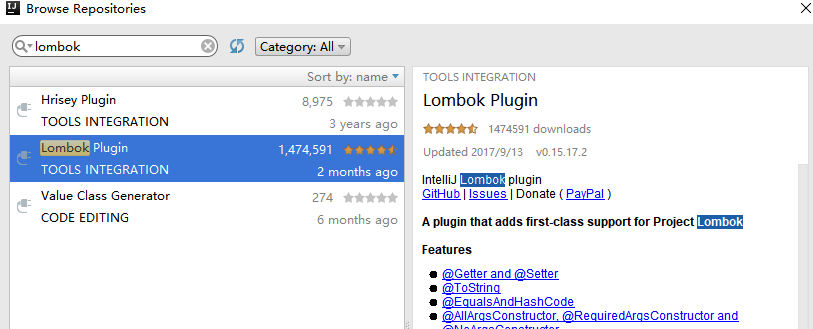 Browse Repositories
lombok
Category: All
Sort by: name
Hrisey Plugin 8,975
TOOLS INTEGRATION 3 years ago
Lombok Plugin 1,474,591
TOOLS INTEGRATION 2 months ago
Value Class Generator 274
CODE EDITING 6 months ago
TOOLS INTEGRATION
Lombok Plugin
1474591 downloads
Updated 2017/9/13 v0.15.17.2
IntelliJ Lombok plugin
GitHub | Issues | Donate ( PayPal )
A plugin that adds first-class support for Project Lombok
Features
@Getter and @Setter
@ToString
@EqualsAndHashCode
@AllArgsConstructor, @RequiredArgsConstructor and
@NoArgsConstructor